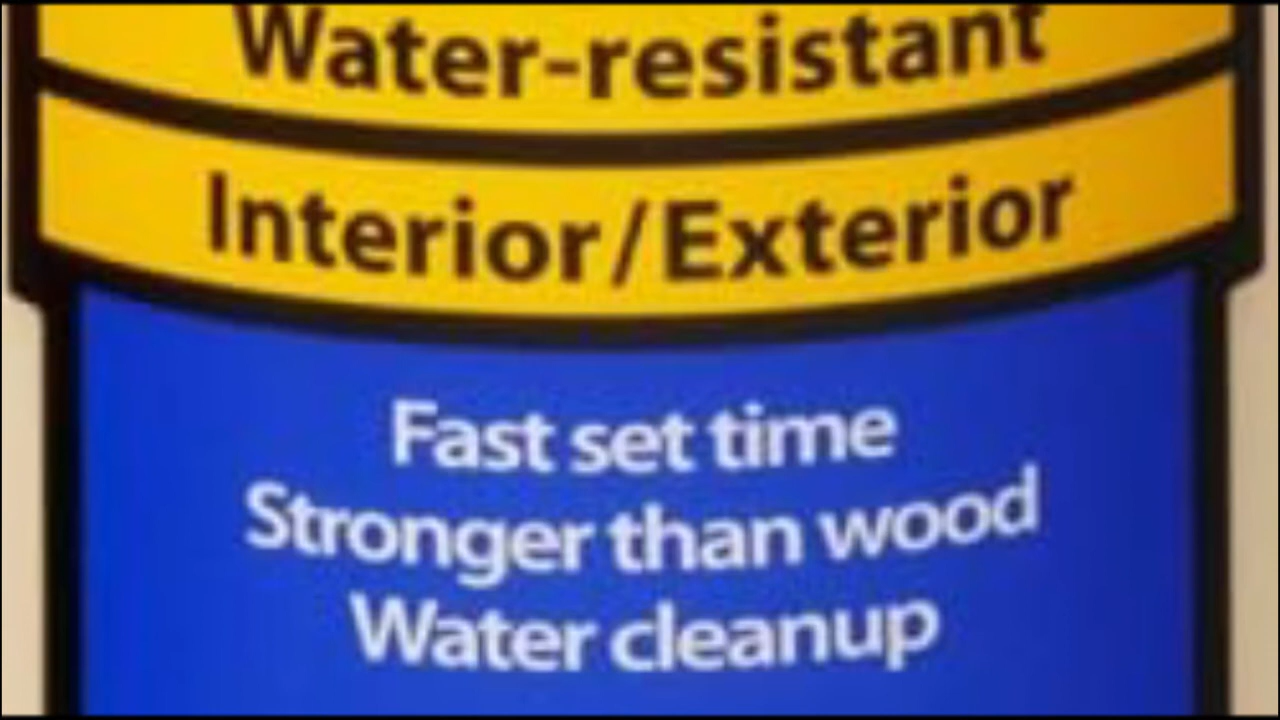 Water-resistant
Interior/Exterior
Fast set time
Stronger than wood
Water cleanup